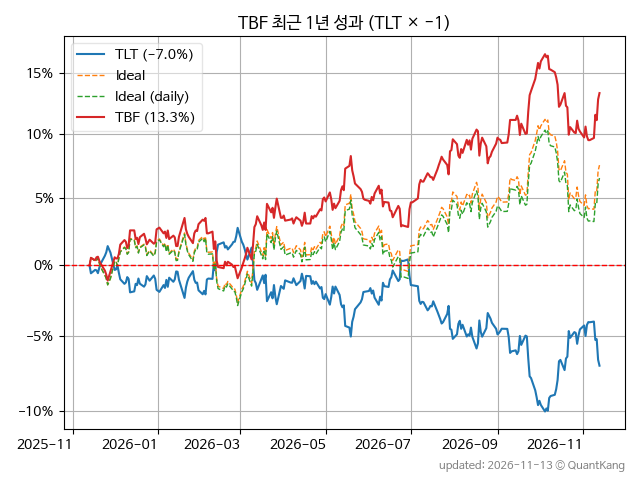 TBF 최근 1년 성과 (TLT × −1)
TLT (−7.0%)
Ideal
Ideal (daily)
TBF (13.3%)
15%
10%
5%
0%
−5%
−10%
2025−11
2026−01
2026−03
2026−05
2026−07
2026−09
2026−11
updated: 2026−11−13 © QuantKang